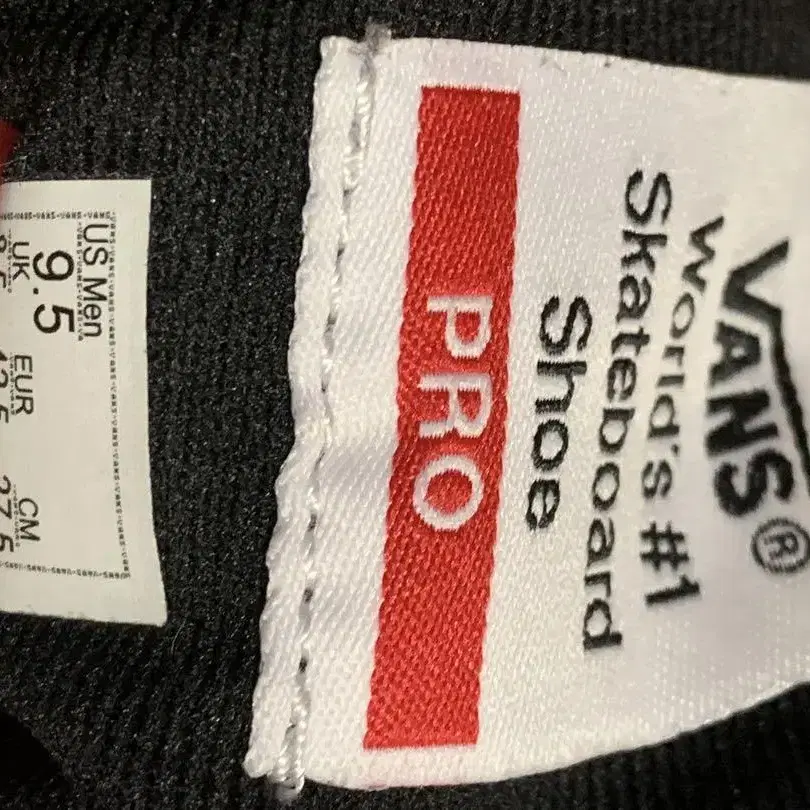 VANS®
World's #1
Skateboard
Shoe
PRO
US Men
9.5
UK EUR CM